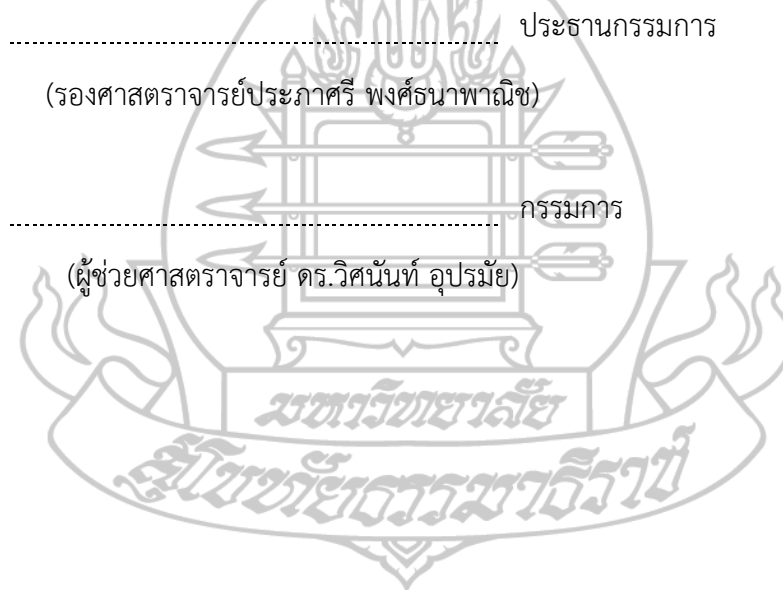 ........................................................ ประธานกรรมการ
(รองศาสตราจารย์ประภาศรี พงศ์ธนาพาณิช)
........................................................ กรรมการ
(ผู้ช่วยศาสตราจารย์ ดร.วิศนันท์ อุปรมัย)
มหาวิทยาลัย
สุโขทัยธรรมาธิราช